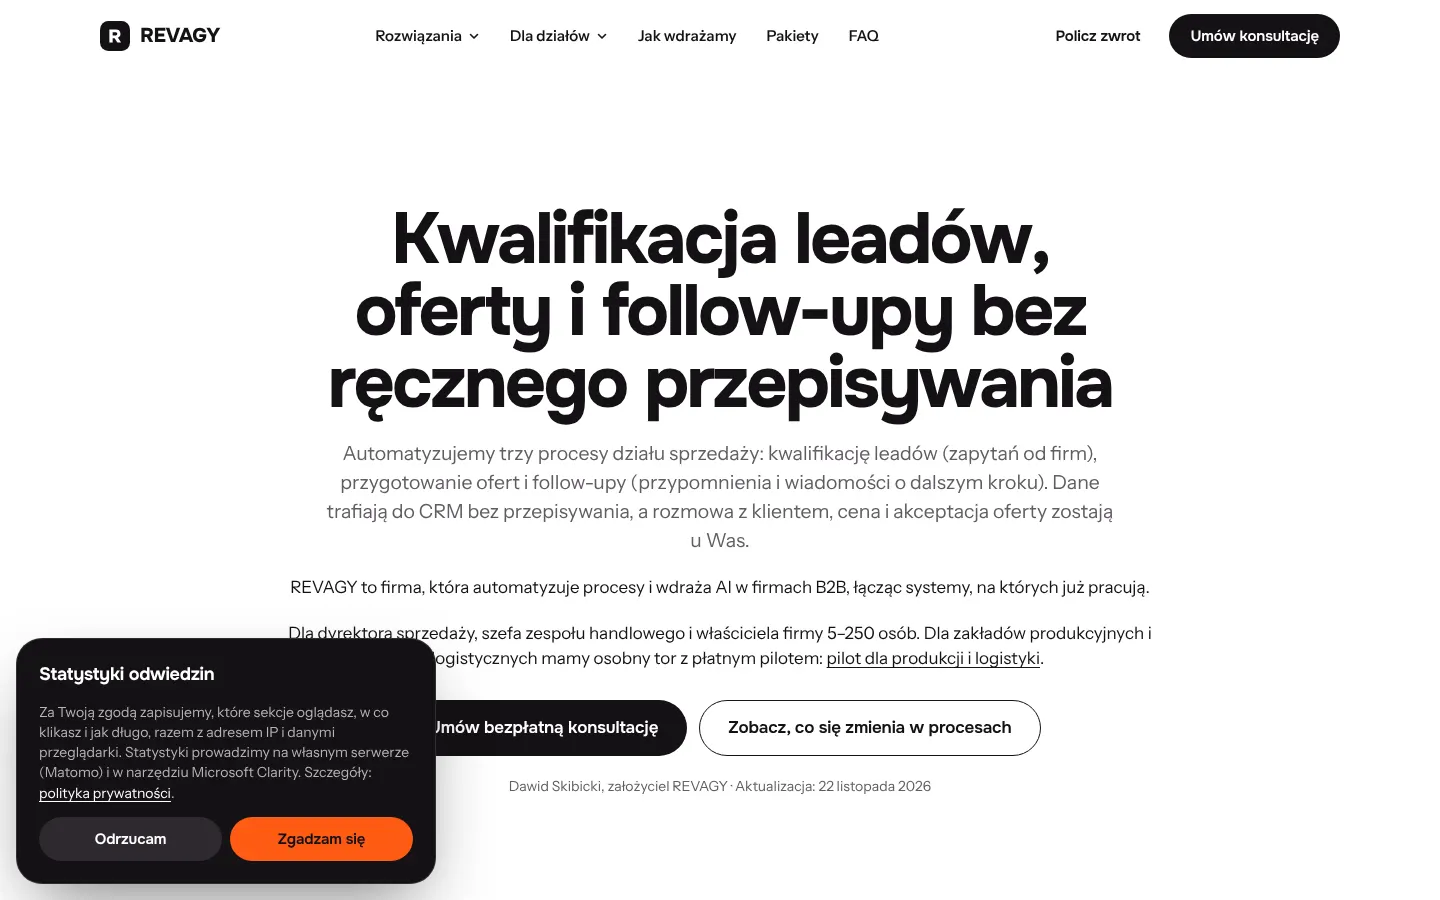 R REVAGY
Rozwiązania
Dla działów
Jak wdrażamy
Pakiety
FAQ
Policz zwrot
Umów konsultację
Kwalifikacja leadów,
oferty i follow-upy bez
ręcznego przepisywania
Automatyzujemy trzy procesy działu sprzedaży: kwalifikację leadów (zapytań od firm),
przygotowanie ofert i follow-upy (przypomnienia i wiadomości o dalszym kroku). Dane
trafiają do CRM bez przepisywania, a rozmowa z klientem, cena i akceptacja oferty zostają
u Was.
REVAGY to firma, która automatyzuje procesy i wdraża AI w firmach B2B, łącząc systemy, na których już pracują.
Dla dyrektora sprzedaży, szefa zespołu handlowego i właściciela firmy 5–250 osób. Dla zakładów produkcyjnych i
ogistycznych mamy osobny tor z płatnym pilotem: pilot dla produkcji i logistyki.
Umów bezpłatną konsultację
Zobacz, co się zmienia w procesach
Dawid Skibicki, założyciel REVAGY · Aktualizacja: 22 listopada 2026
Statystyki odwiedzin
Za Twoją zgodą zapisujemy, które sekcje oglądasz, w co
klikasz i jak długo, razem z adresem IP i danymi
przeglądarki. Statystyki prowadzimy na własnym serwerze
(Matomo) i w narzędziu Microsoft Clarity. Szczegóły:
polityka prywatności.
Odrzucam
Zgadzam się